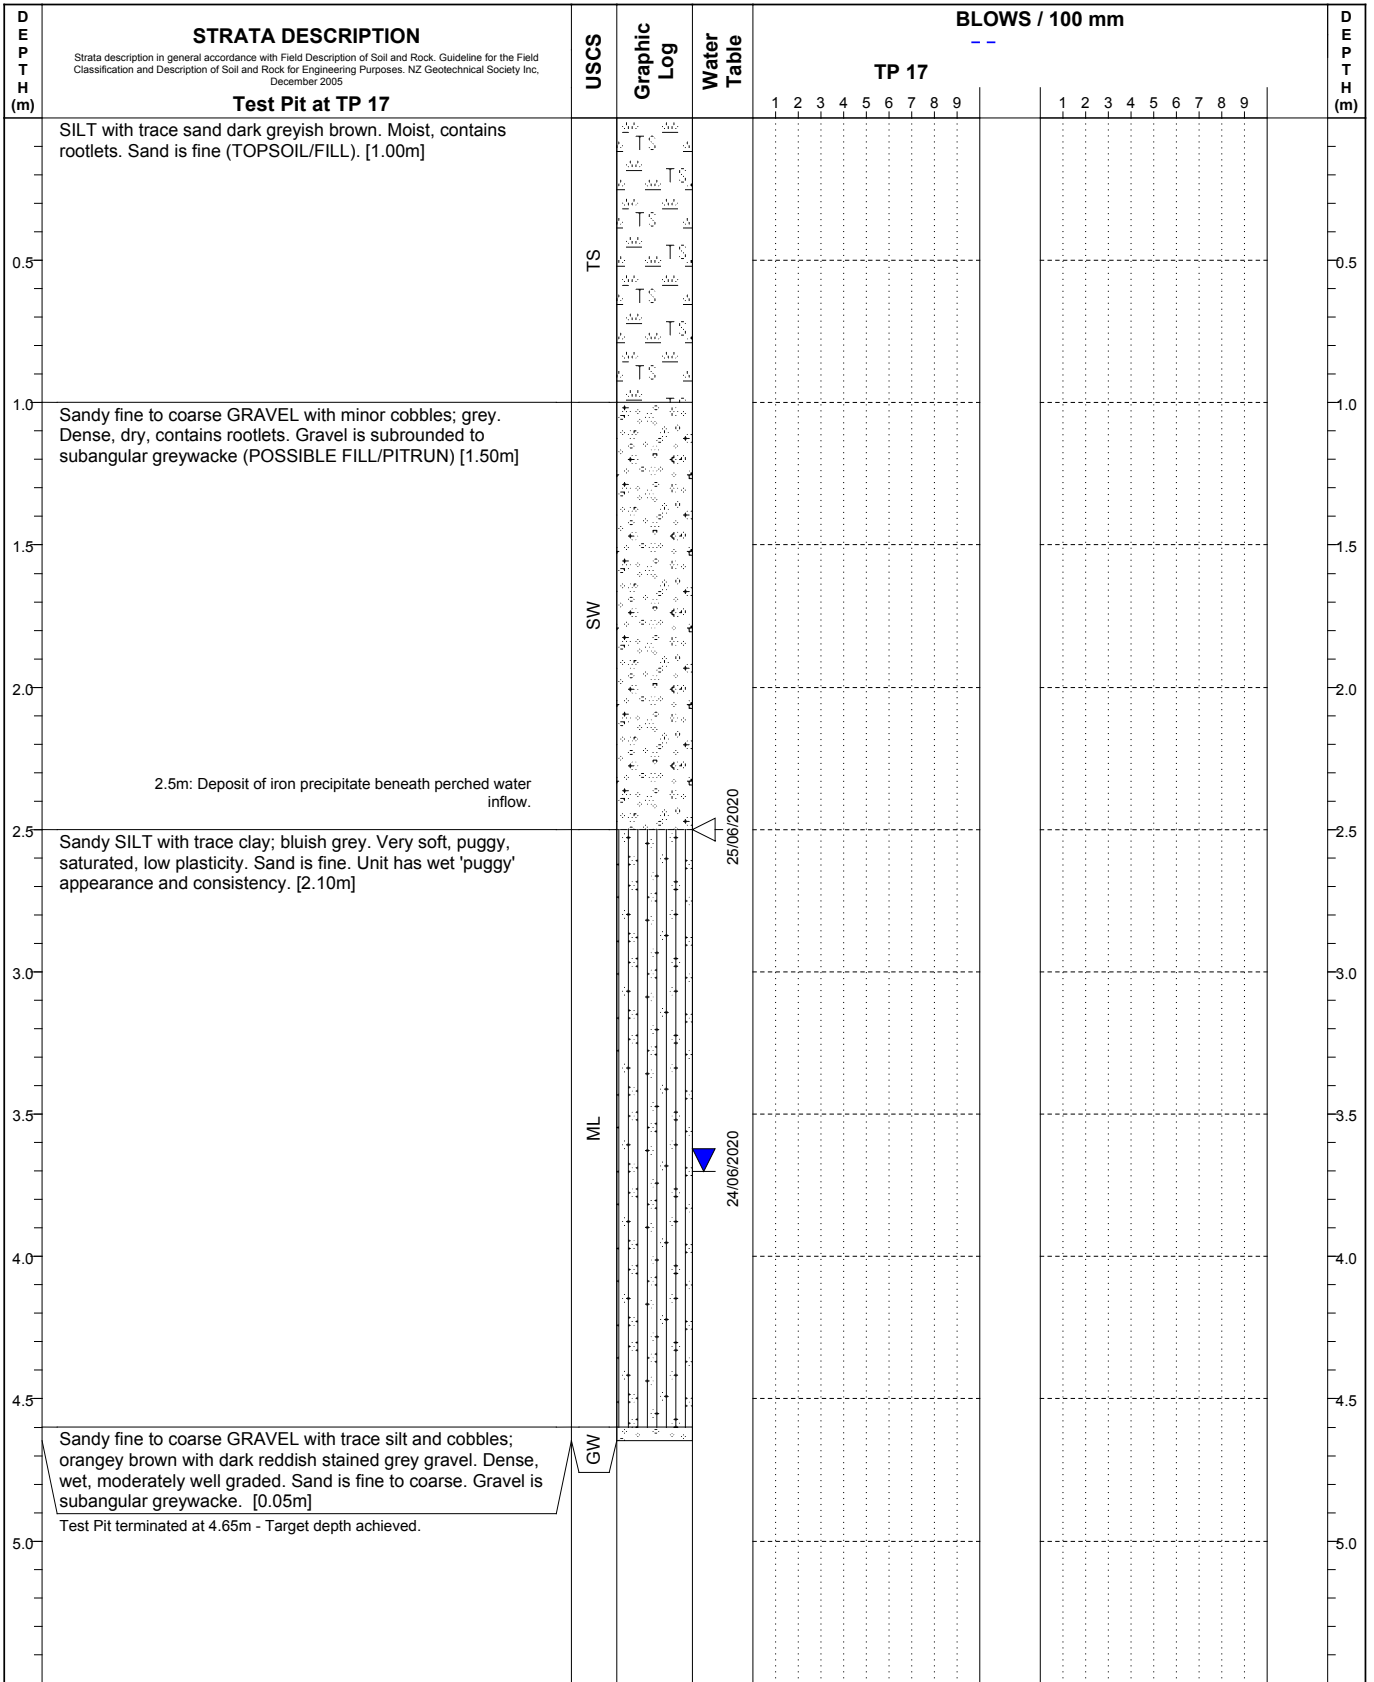 DEPTH (m)
STRATA DESCRIPTION
Strata description in general accordance with Field Description of Soil and Rock. Guideline for the Field
Classification and Description of Soil and Rock for Engineering Purposes. NZ Geotechnical Society Inc,
December 2005
Test Pit at TP 17
USCS
Graphic Log
Water Table
BLOWS / 100 mm
TP 17
1 2 3 4 5 6 7 8 9
1 2 3 4 5 6 7 8 9
DEPTH (m)
SILT with trace sand dark greyish brown. Moist, contains
rootlets. Sand is fine (TOPSOIL/FILL). [1.00m]
TS
TS
TS
TS
TS
TS
TS
TS
0.5
0.5
1.0
1.0
Sandy fine to coarse GRAVEL with minor cobbles; grey.
Dense, dry, contains rootlets. Gravel is subrounded to
subangular greywacke (POSSIBLE FILL/PITRUN) [1.50m]
1.5
1.5
SW
2.0
2.0
2.5m: Deposit of iron precipitate beneath perched water
inflow.
25/06/2020
2.5
2.5
Sandy SILT with trace clay; bluish grey. Very soft, puggy,
saturated, low plasticity. Sand is fine. Unit has wet 'puggy'
appearance and consistency. [2.10m]
3.0
3.0
3.5
3.5
ML
24/06/2020
4.0
4.0
4.5
4.5
Sandy fine to coarse GRAVEL with trace silt and cobbles;
orangey brown with dark reddish stained grey gravel. Dense,
wet, moderately well graded. Sand is fine to coarse. Gravel is
subangular greywacke. [0.05m]
GW
Test Pit terminated at 4.65m - Target depth achieved.
5.0
5.0